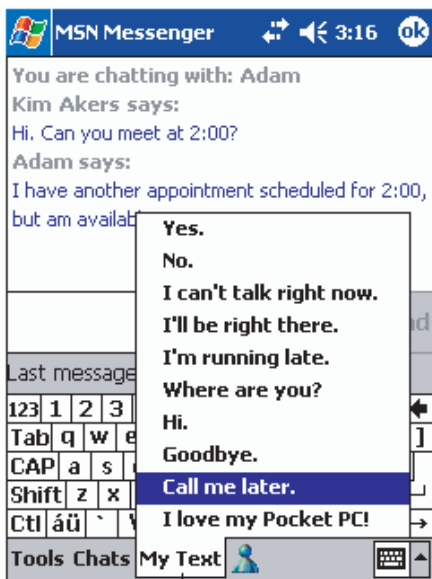 MSN Messenger 3:16 ok
You are chatting with: Adam
Kim Akers says:
Hi. Can you meet at 2:00?
Adam says:
I have another appointment scheduled for 2:00,
but am
Yes.
No.
I can't talk right now.
I'll be right there.
I'm running late.
Where are you?
Hi.
Goodbye.
Call me later.
I love my Pocket PC!
Last message
123 1 2 3
Tab q w e ]
CAP a s
Shift z x
Ctl áü `
Tools Chats My Text